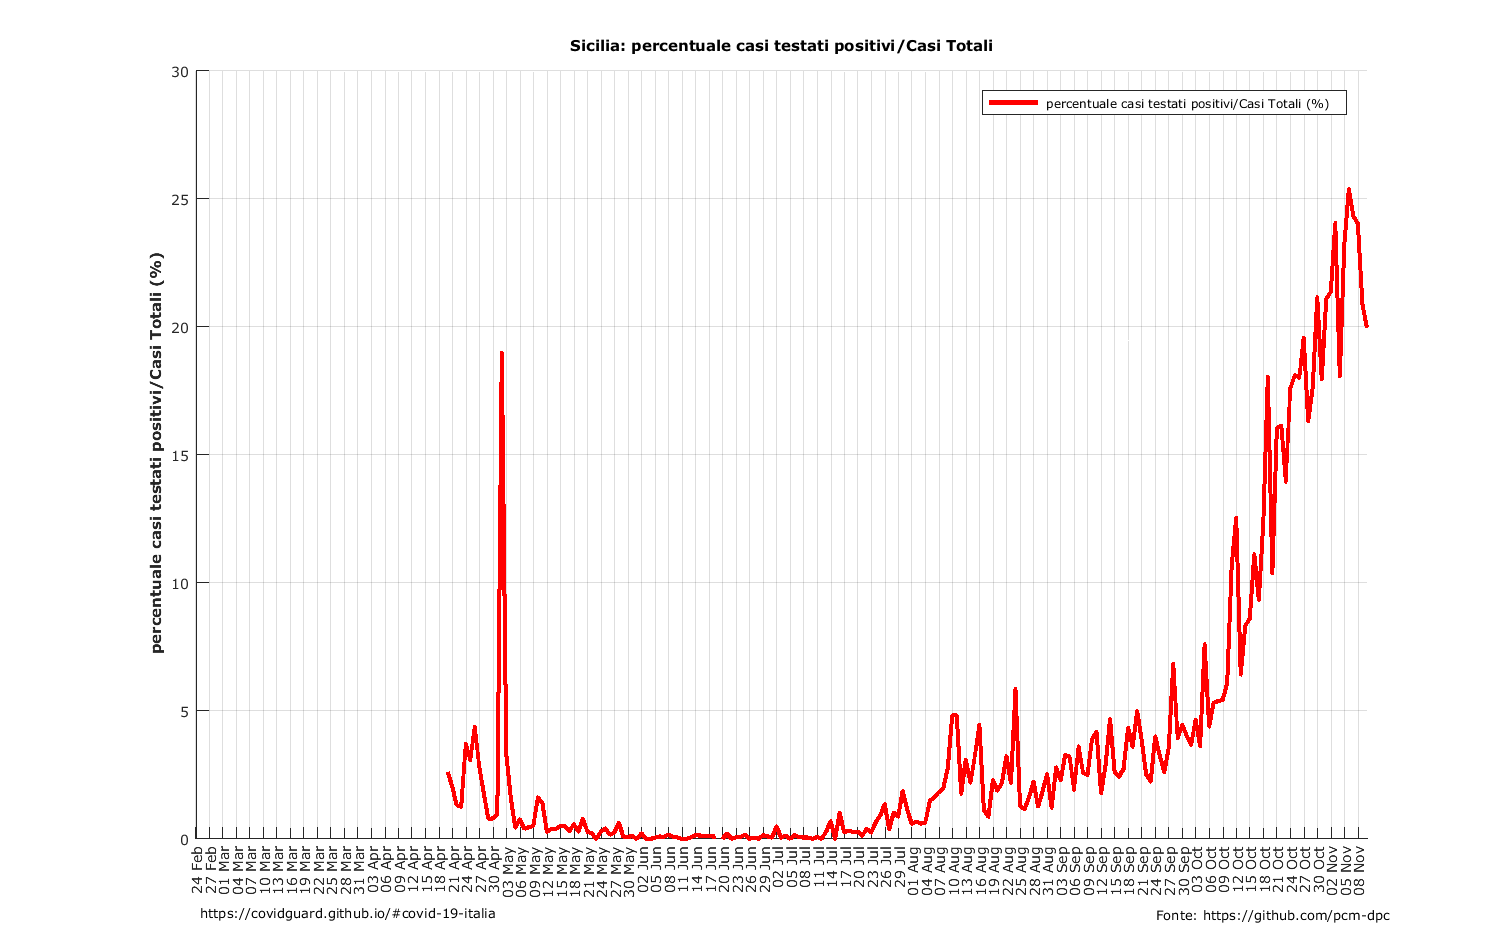 Sicilia: percentuale casi testati positivi/Casi Totali
percentuale casi testati positivi/Casi Totali (%)
percentuale casi testati positivi/Casi Totali (%)
30
25
20
15
10
5
0
24 Feb
27 Feb
01 Mar
04 Mar
07 Mar
10 Mar
13 Mar
16 Mar
19 Mar
22 Mar
25 Mar
28 Mar
31 Mar
03 Apr
06 Apr
09 Apr
12 Apr
15 Apr
18 Apr
21 Apr
24 Apr
27 Apr
30 Apr
03 May
06 May
09 May
12 May
15 May
18 May
21 May
24 May
27 May
30 May
02 Jun
05 Jun
08 Jun
11 Jun
14 Jun
17 Jun
20 Jun
23 Jun
26 Jun
29 Jun
02 Jul
05 Jul
08 Jul
11 Jul
14 Jul
17 Jul
20 Jul
23 Jul
26 Jul
29 Jul
01 Aug
04 Aug
07 Aug
10 Aug
13 Aug
16 Aug
19 Aug
22 Aug
25 Aug
28 Aug
31 Aug
03 Sep
06 Sep
09 Sep
12 Sep
15 Sep
18 Sep
21 Sep
24 Sep
27 Sep
30 Sep
03 Oct
06 Oct
09 Oct
12 Oct
15 Oct
18 Oct
21 Oct
24 Oct
27 Oct
30 Oct
02 Nov
05 Nov
08 Nov
https://covidguard.github.io/#covid-19-italia
Fonte: https://github.com/pcm-dpc